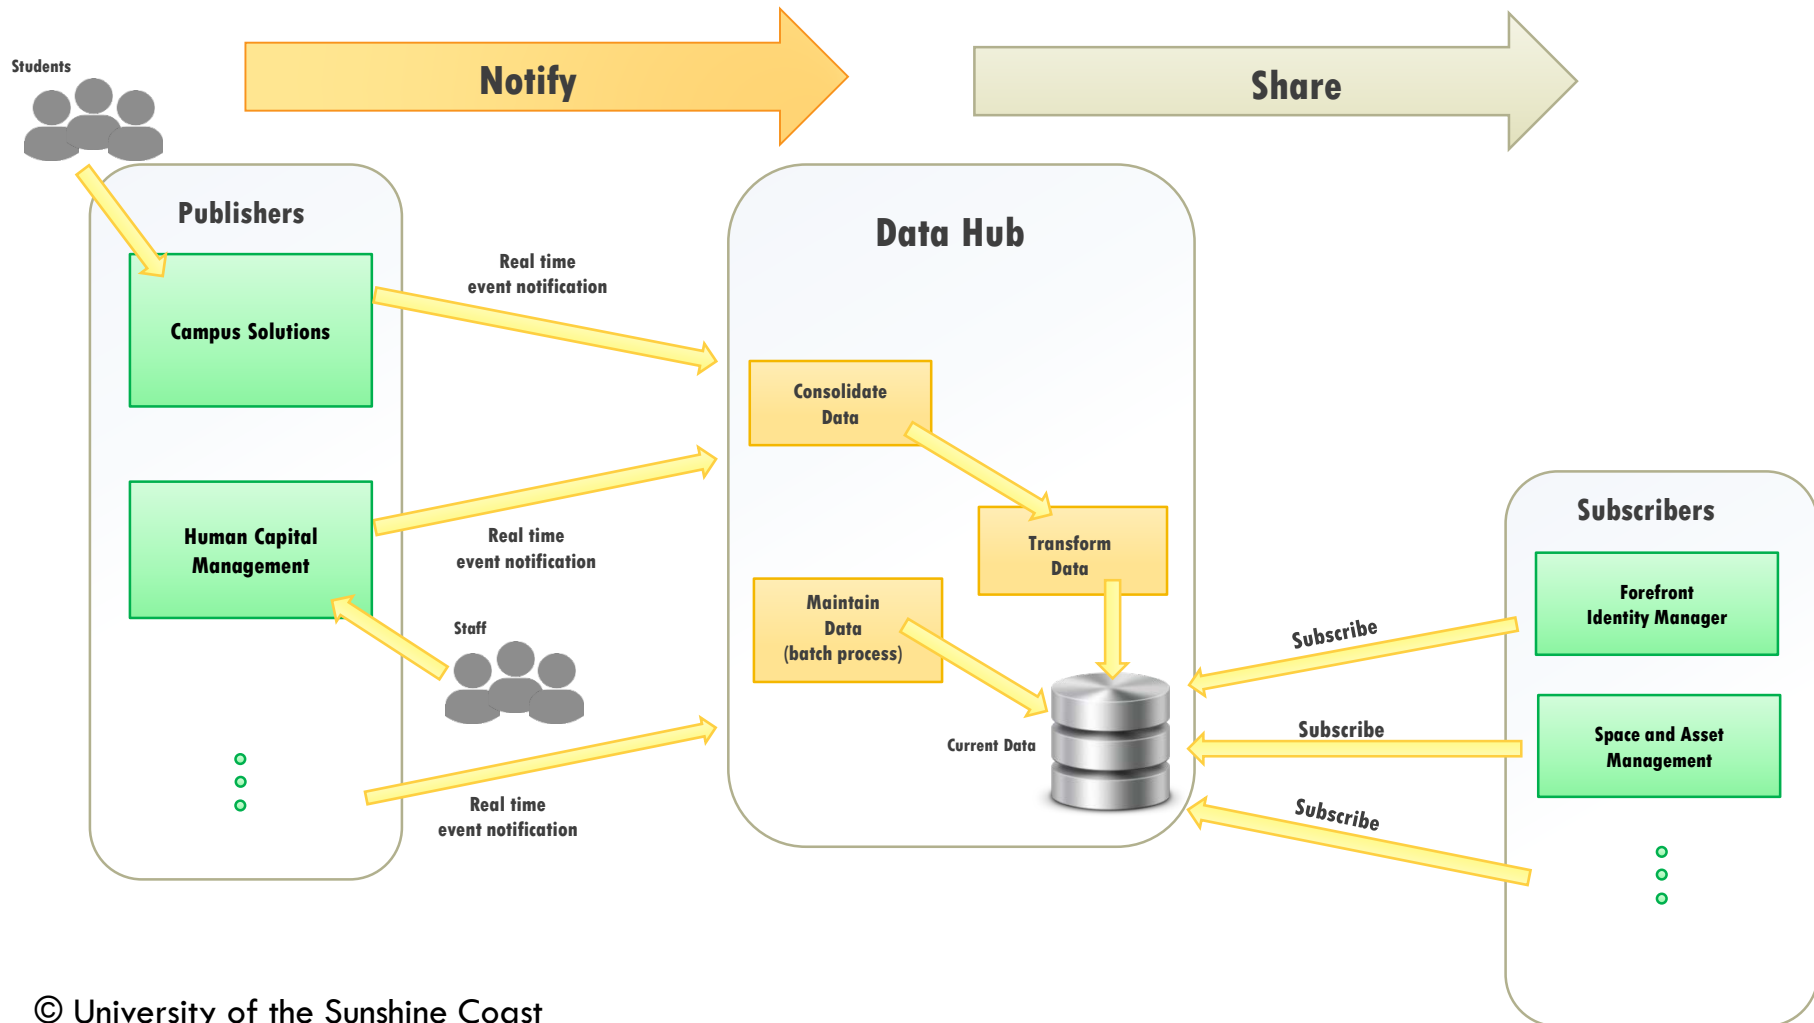 Students
Notify
Share
Publishers
Campus Solutions
Human Capital
Management
Real time
event notification
Real time
event notification
Staff
Real time
event notification
Data Hub
Consolidate
Data
Transform
Data
Maintain
Data
(batch process)
Current Data
Subscribe
Subscribe
Subscribe
Subscribers
Forefront
Identity Manager
Space and Asset
Management
© University of the Sunshine Coast